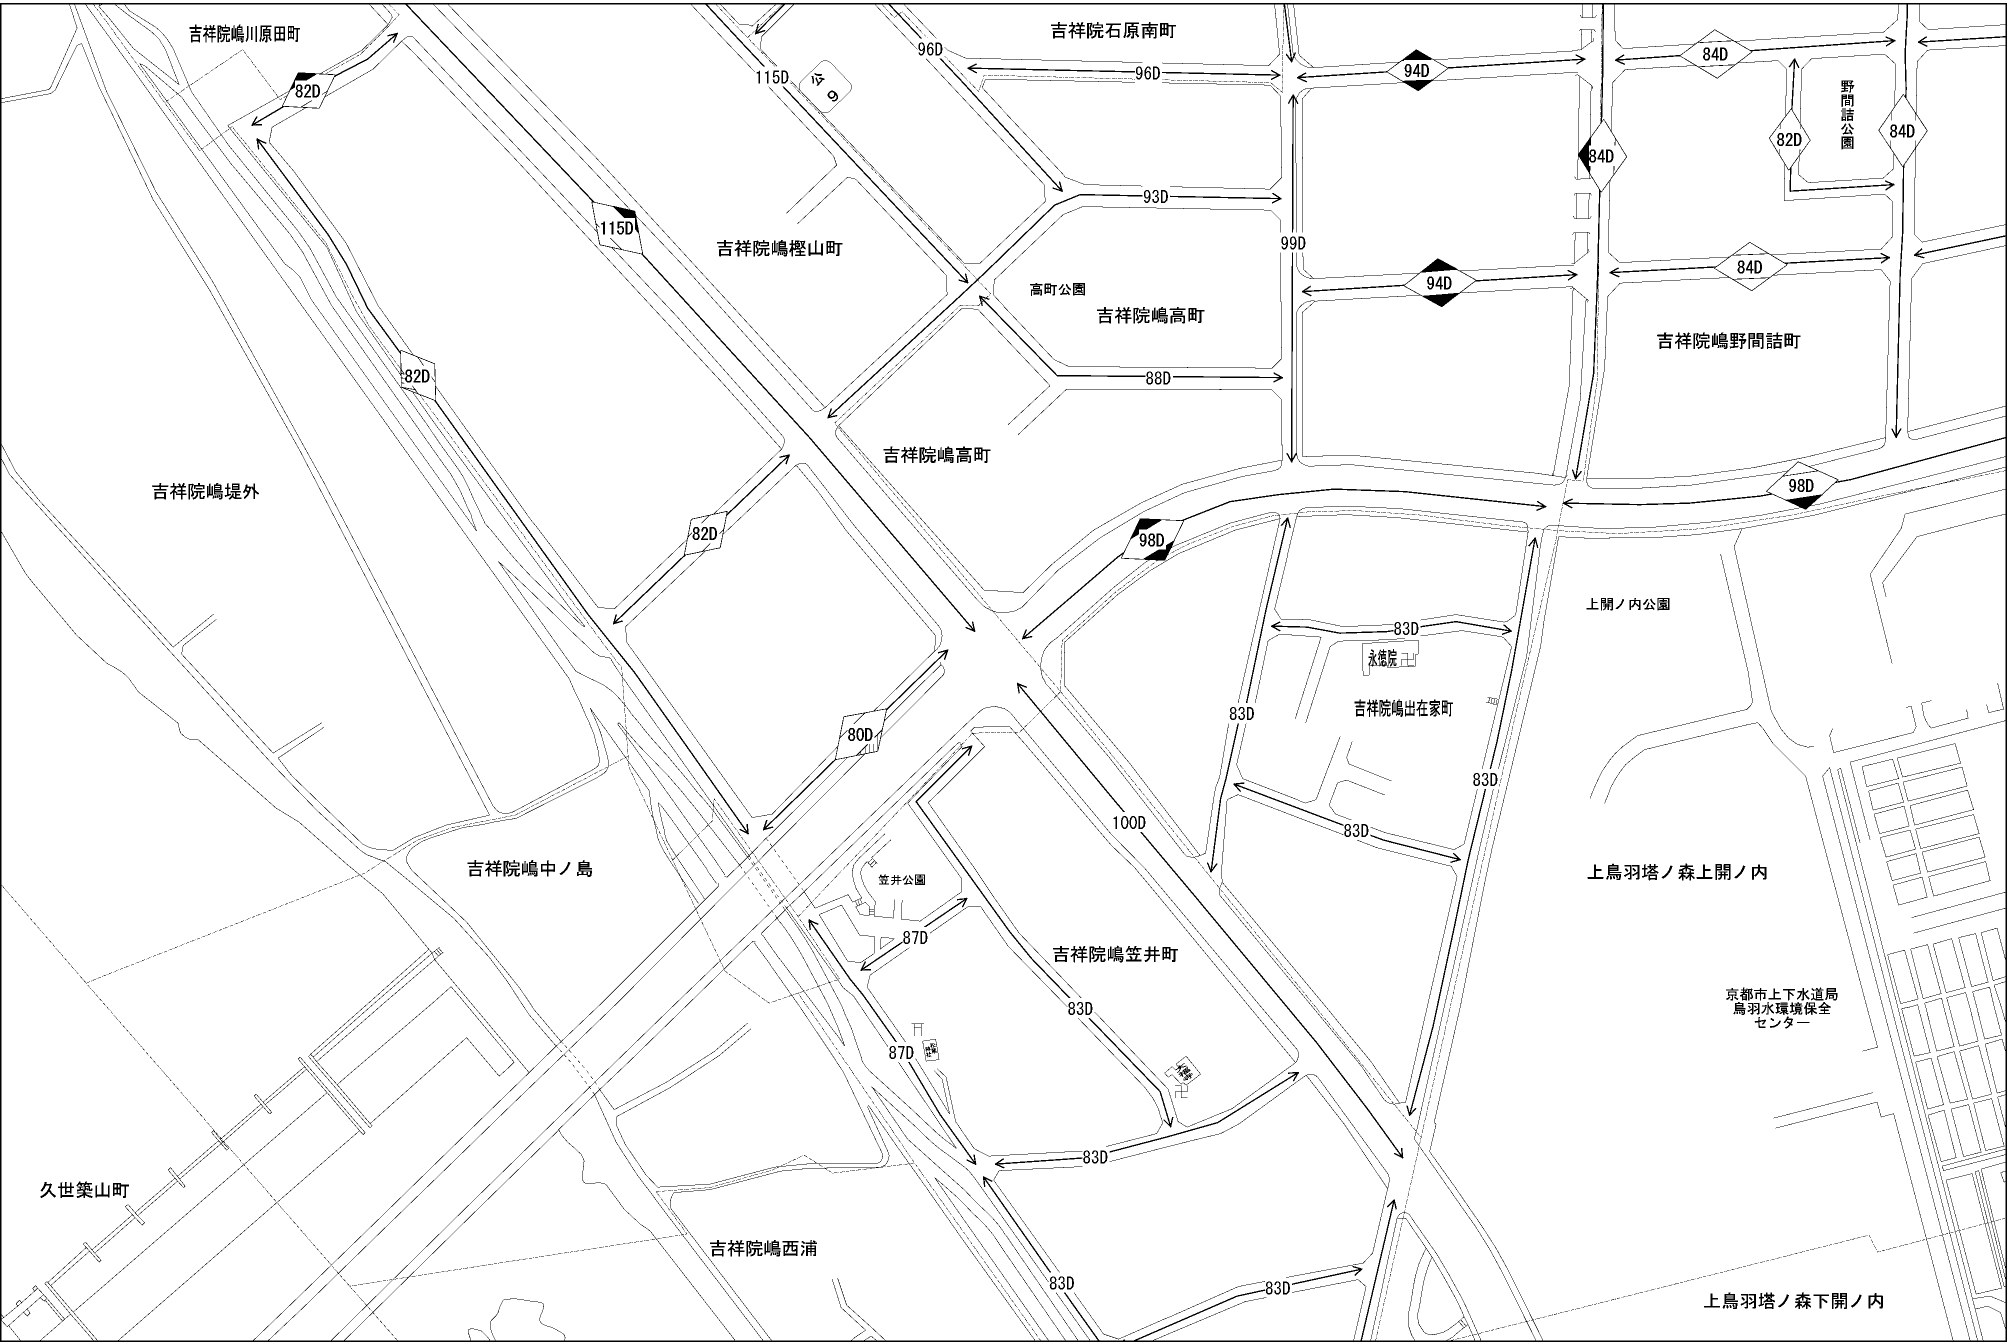 吉祥院嶋川原田町
吉祥院石原南町
96D
96D
94D
84D
115D
公
9
82D
野間詰公園
84D
82D
84D
93D
115D
吉祥院嶋樫山町
99D
84D
94D
高町公園
吉祥院嶋高町
吉祥院嶋野間詰町
82D
88D
吉祥院嶋高町
吉祥院嶋堤外
98D
82D
98D
上開ノ内公園
83D
永徳院
吉祥院嶋出在家町
83D
80D
83D
100D
83D
吉祥院嶋中ノ島
笠井公園
上鳥羽塔ノ森上開ノ内
87D
吉祥院嶋笠井町
京都市上下水道局
鳥羽水環境保全
センター
83D
87D
83D
久世築山町
吉祥院嶋西浦
83D
83D
上鳥羽塔ノ森下開ノ内